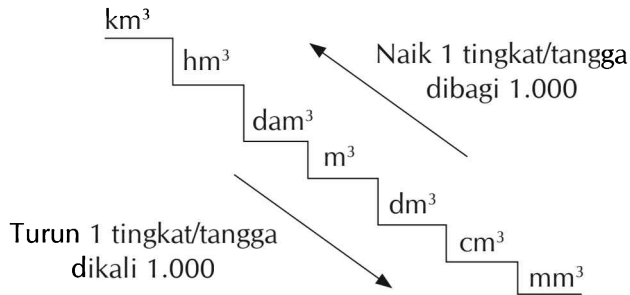 km³
hm³
dam³
m³
dm³
cm³
mm³
Naik 1 tingkat/tangga
dibagi 1.000
Turun 1 tingkat/tangga
dikali 1.000